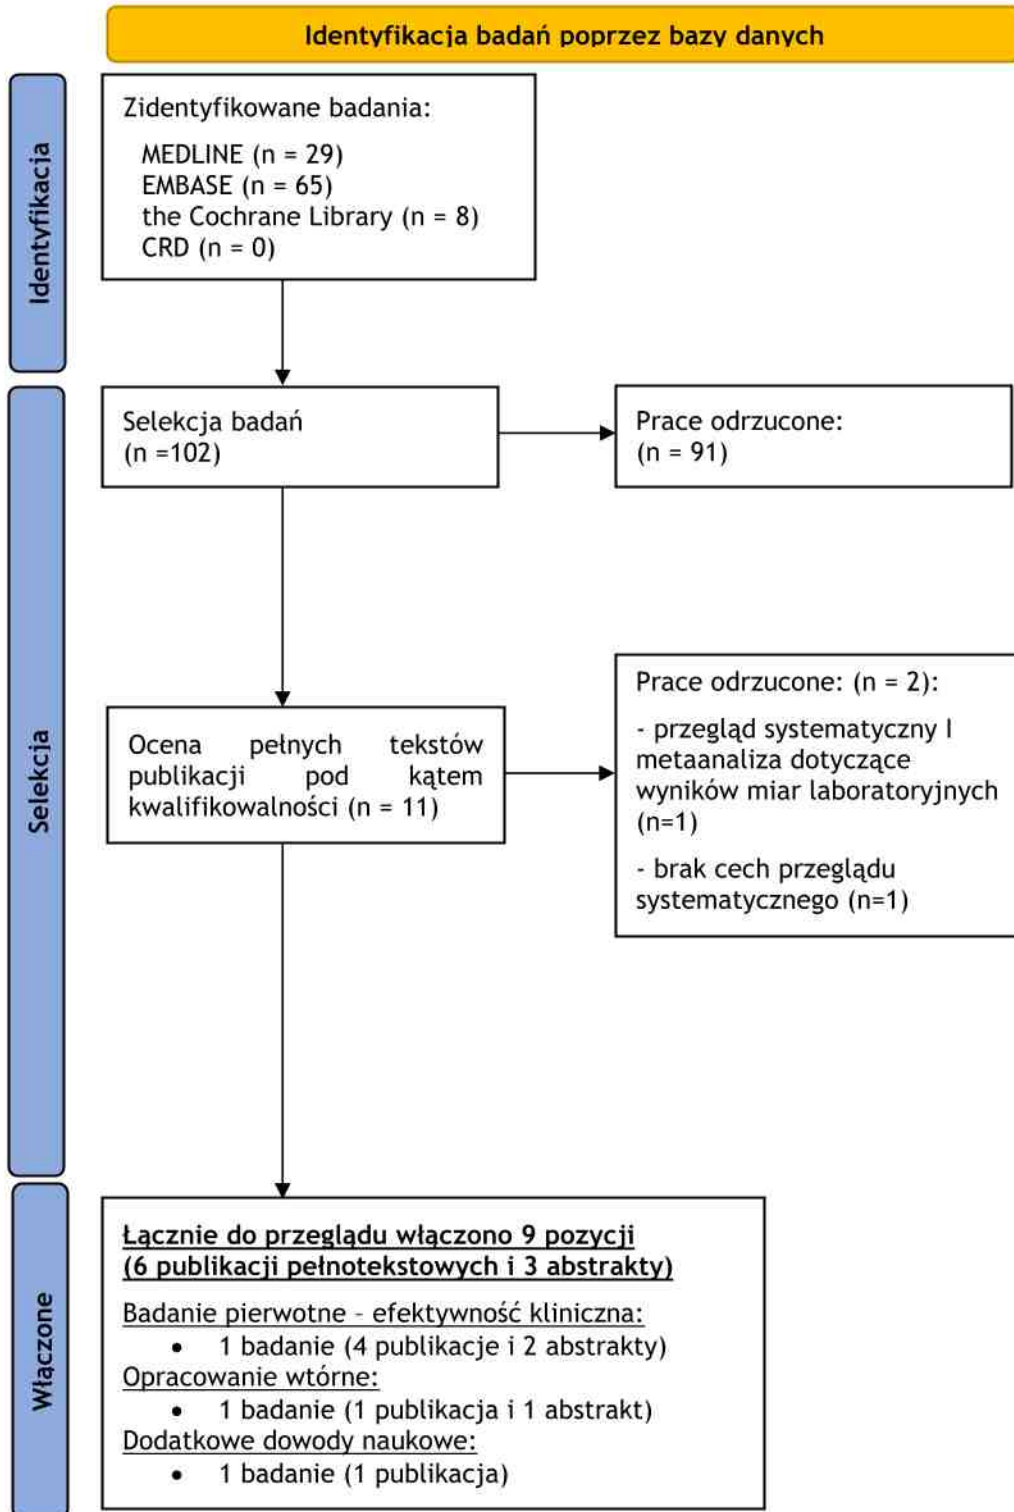 Identyfikacja badań poprzez bazy danych
Identyfikacja
Zidentyfikowane badania:
MEDLINE (n = 29)
EMBASE (n = 65)
the Cochrane Library (n = 8)
CRD (n = 0)
Selekcja
Selekcja badań
(n =102)
Prace odrzucone:
(n = 91)
Ocena pełnych tekstów
publikacji pod kątem
kwalifikowalności (n = 11)
Prace odrzucone: (n = 2):
- przegląd systematyczny I
metaanaliza dotyczące
wyników miar laboratoryjnych
(n=1)
- brak cech przeglądu
systematycznego (n=1)
Włączone
Łącznie do przeglądu włączono 9 pozycji
(6 publikacji pełnotekstowych i 3 abstrakty)
Badanie pierwotne – efektywność kliniczna:
• 1 badanie (4 publikacje i 2 abstrakty)
Opracowanie wtórne:
• 1 badanie (1 publikacja i 1 abstrakt)
Dodatkowe dowody naukowe:
• 1 badanie (1 publikacja)